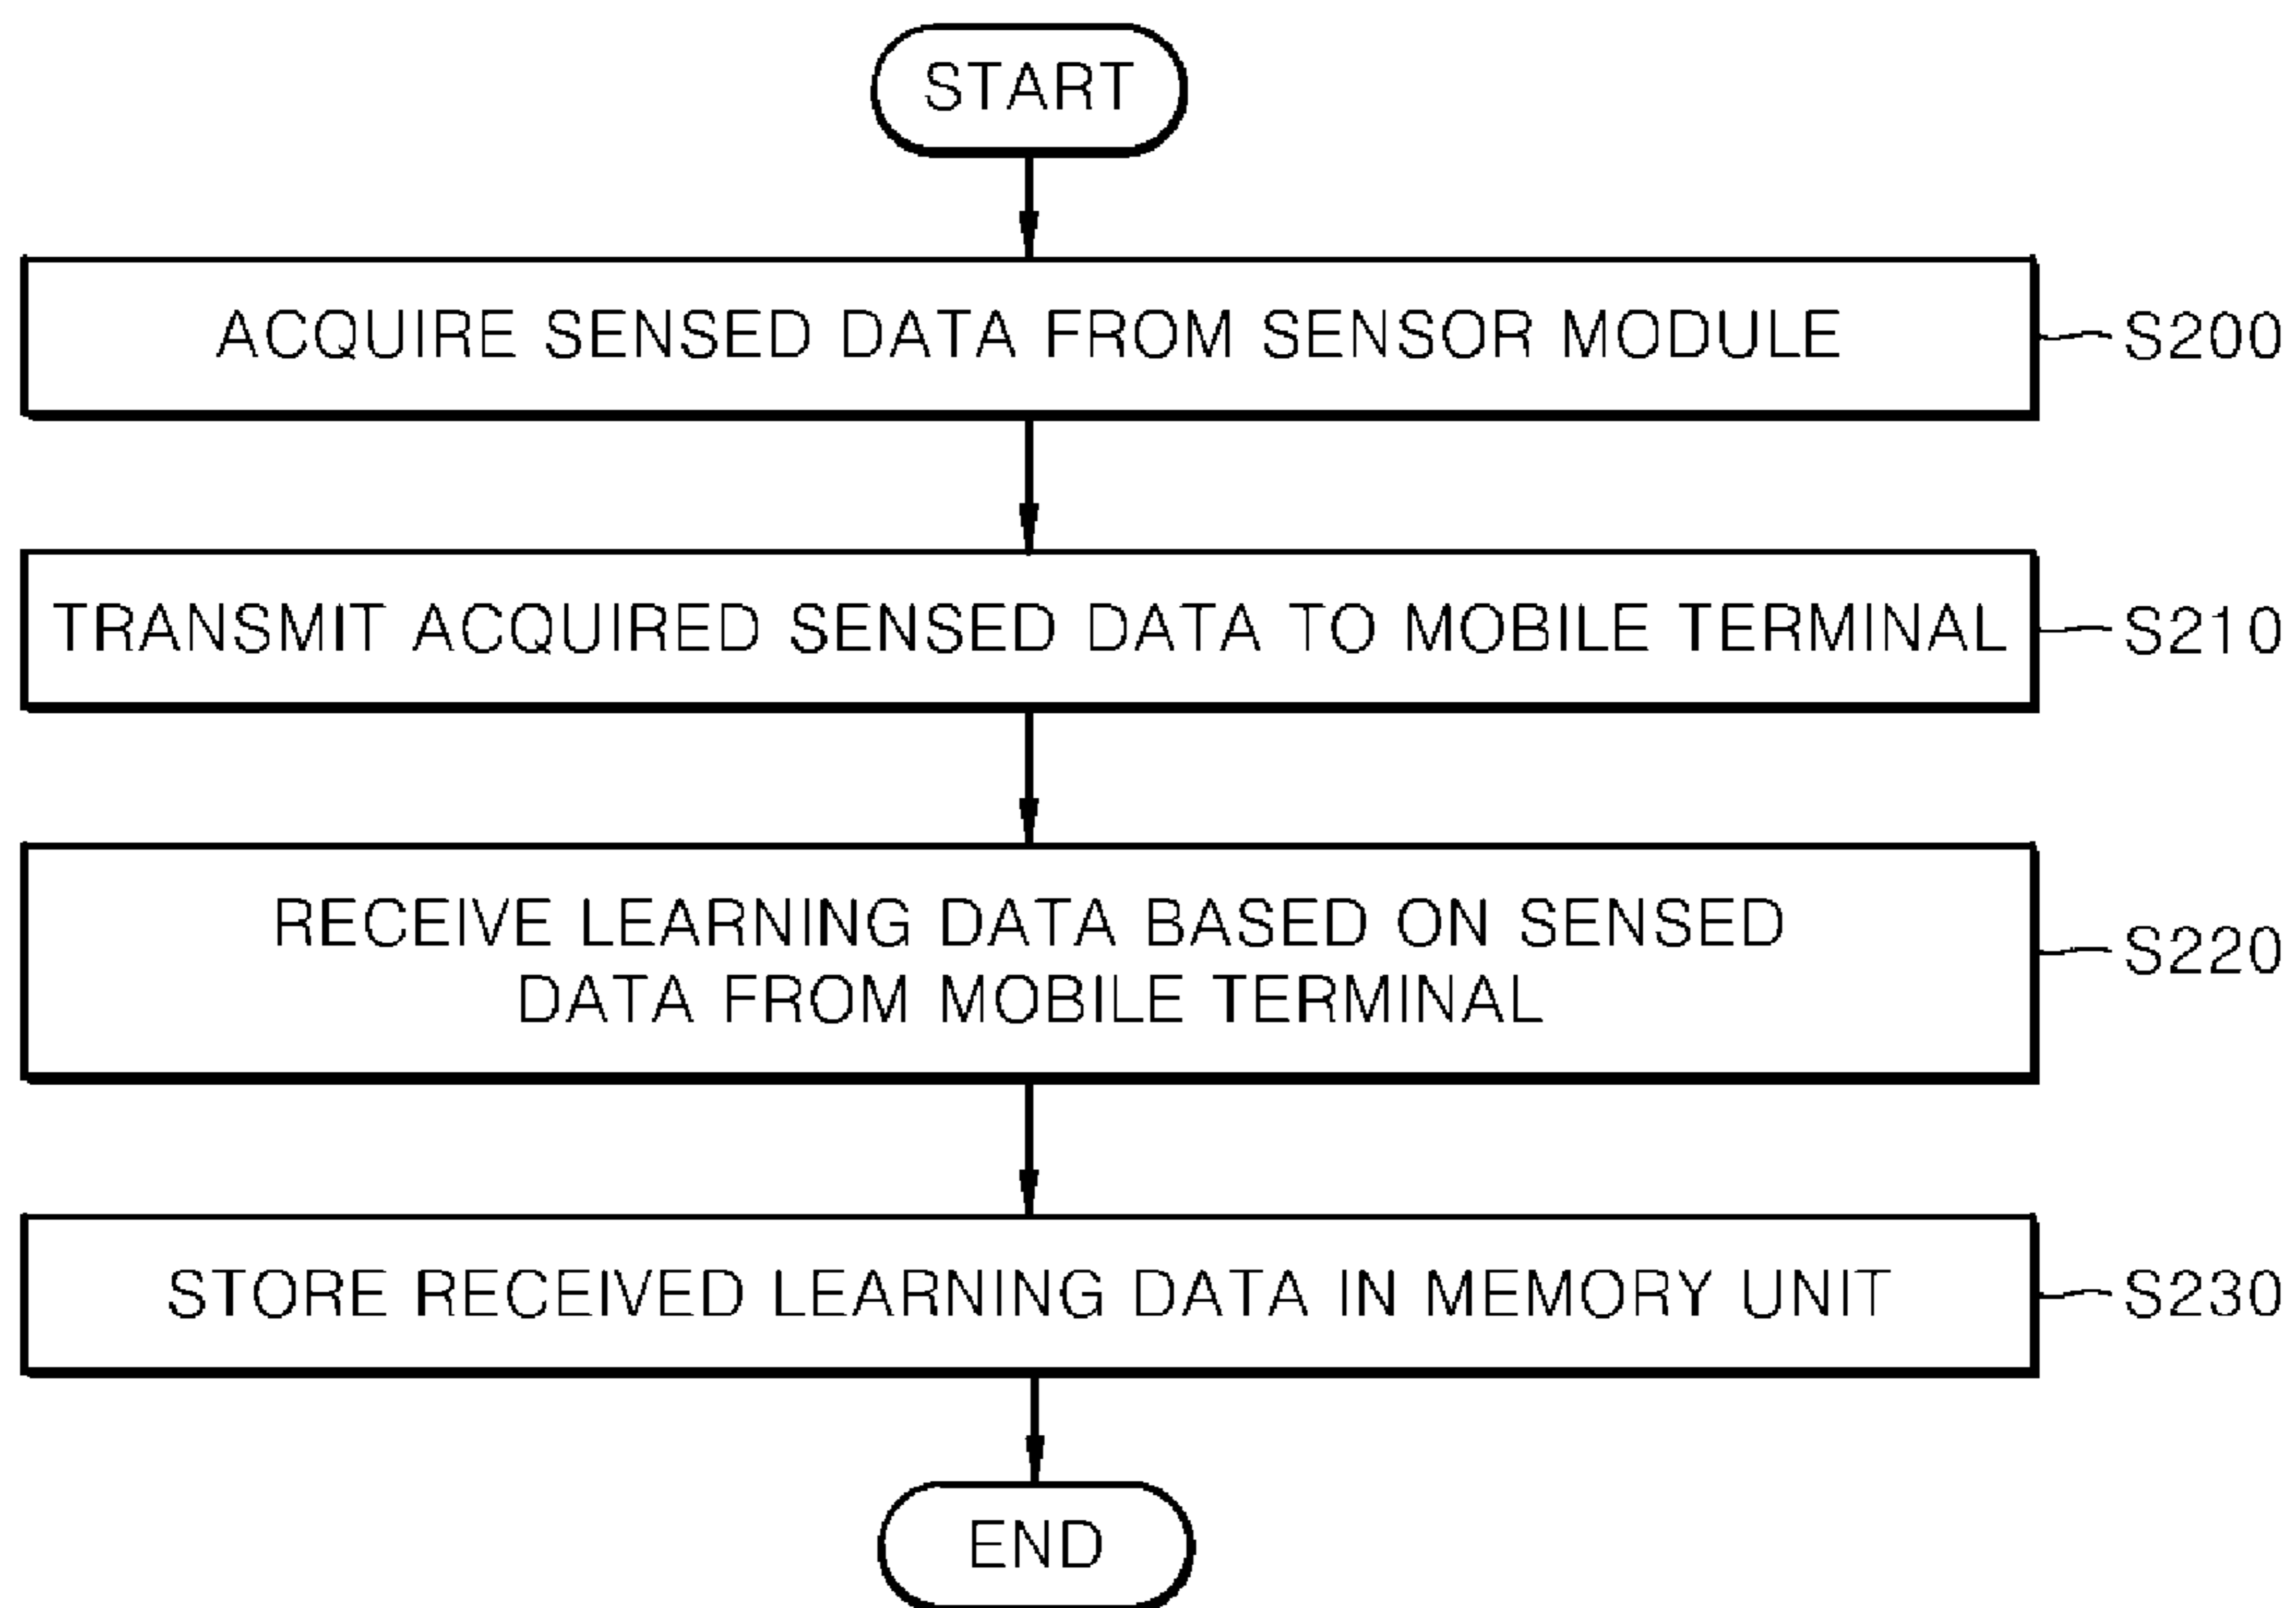 START
ACQUIRE SENSED DATA FROM SENSOR MODULE
S200
TRANSMIT ACQUIRED SENSED DATA TO MOBILE TERMINAL
S210
RECEIVE LEARNING DATA BASED ON SENSED
DATA FROM MOBILE TERMINAL
S220
STORE RECEIVED LEARNING DATA IN MEMORY UNIT
S230
END